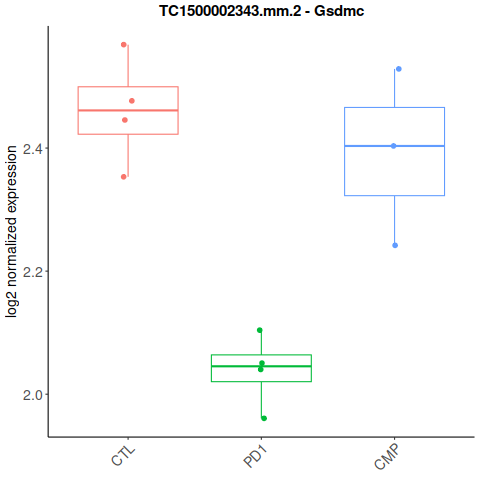 TC1500002343.mm.2 - Gsdmc
log2 normalized expression
2.4
2.2
2.0
CTL
PD1
CMP